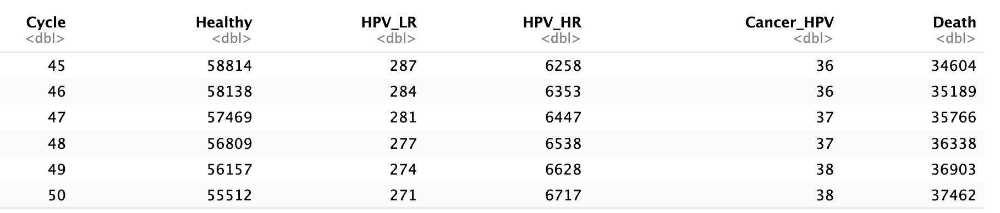 Cycle Healthy HPV_LR HPV_HR Cancer_HPV Death
<dbl> <dbl> <dbl> <dbl> <dbl> <dbl>
45 58814 287 6258 36 34604
46 58138 284 6353 36 35189
47 57469 281 6447 37 35766
48 56809 277 6538 37 36338
49 56157 274 6628 38 36903
50 55512 271 6717 38 37462